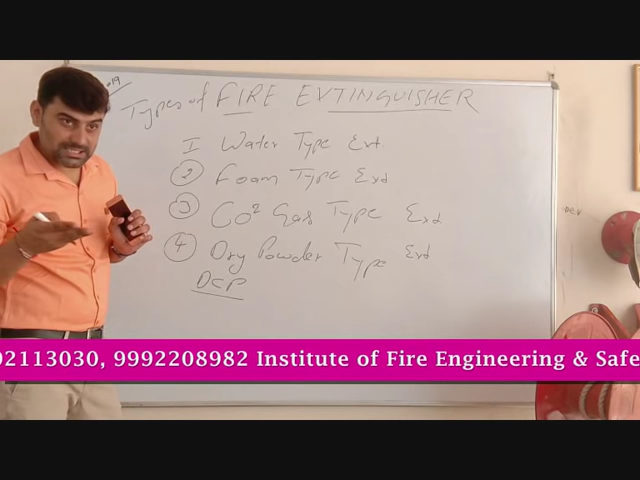 Types of FIRE EXTINGUISHER
I Water Type Ext
2 Foam Type Ext
3 CO2 Gas Type Ext
4 Dry Powder Type Ext
DCP
02113030, 9992208982 Institute of Fire Engineering & Safe